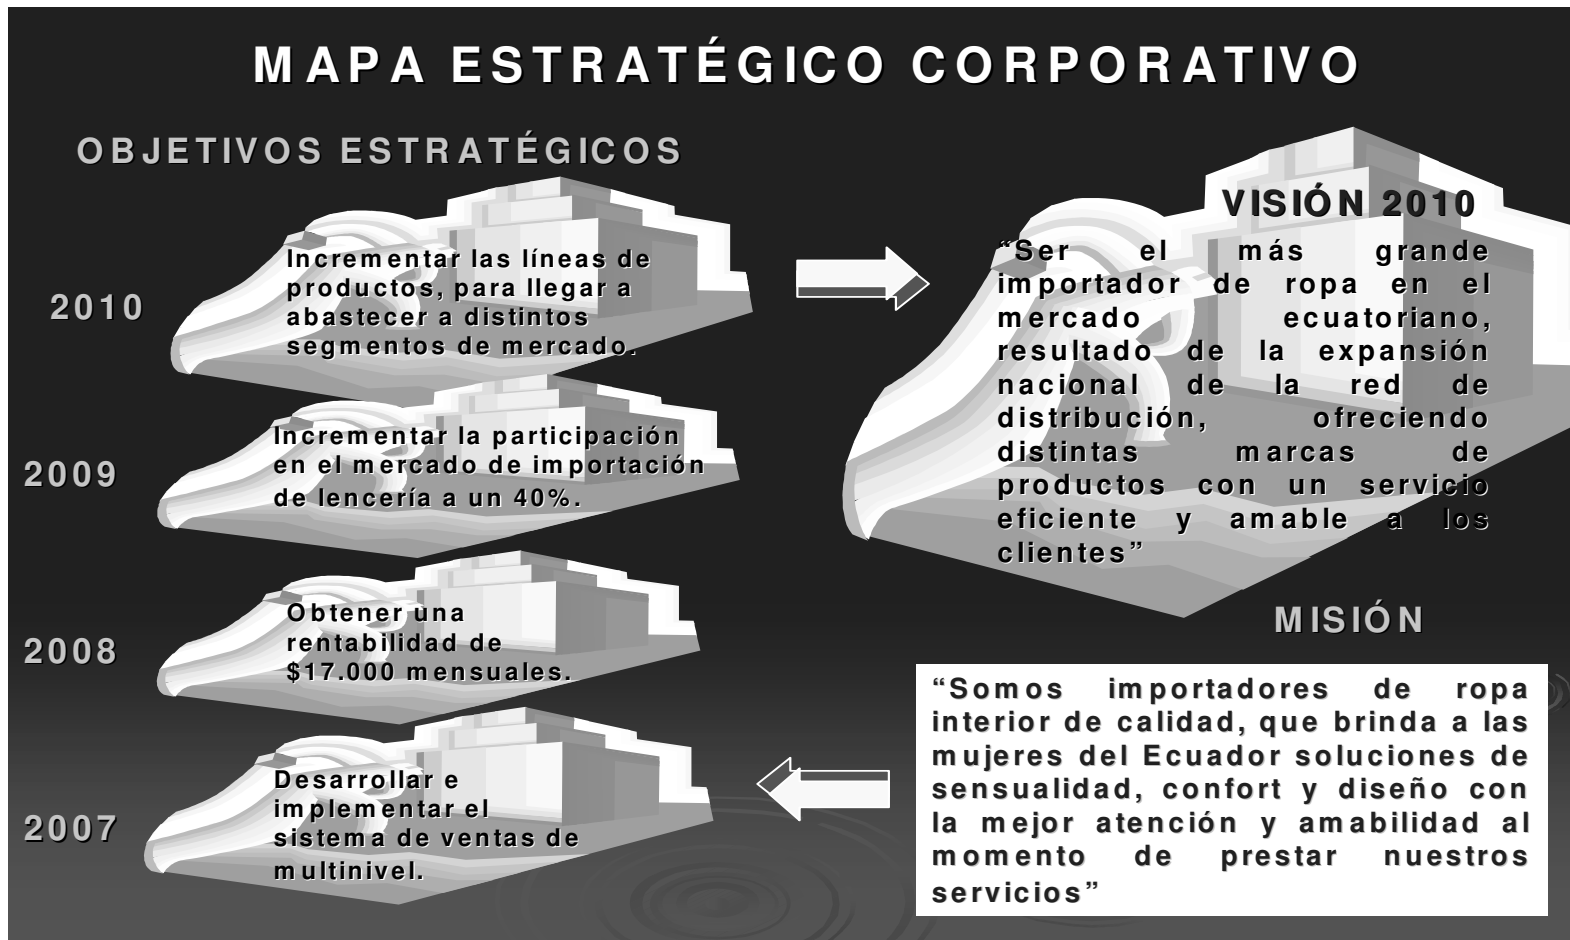 MAPA ESTRATÉGICO CORPORATIVO
OBJETIVOS ESTRATÉGICOS
2010
Incrementar las líneas de
productos, para llegar a
abastecer a distintos
segmentos de mercado.
2009
Incrementar la participación
en el mercado de importación
de lencería a un 40%.
2008
Obtener una
rentabilidad de
$17.000 mensuales.
2007
Desarrollar e
implementar el
sistema de ventas de
multinivel.
VISIÓN 2010
“Ser el más grande
importador de ropa en el
mercado ecuatoriano,
resultado de la expansión
nacional de la red de
distribución, ofreciendo
distintas marcas de
productos con un servicio
eficiente y amable a los
clientes”
MISIÓN
“Somos importadores de ropa
interior de calidad, que brinda a las
mujeres del Ecuador soluciones de
sensualidad, confort y diseño con
la mejor atención y amabilidad al
momento de prestar nuestros
servicios”